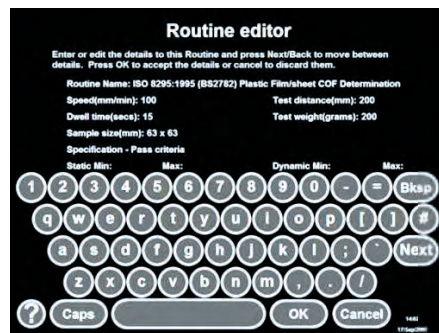 Routine editor
Enter or edit the details to this Routine and press Next/Back to move between
details. Press OK to accept the details or cancel to discard them.
Routine Name: ISO 8295:1995 (BS2782) Plastic Film/sheet COF Determination
Speed(mm/min): 100 Test distance(mm): 200
Dwell time(secs): 15 Test weight(grams): 200
Sample size(mm): 63 x 63
Specification - Pass criteria
Static Min: Max: Dynamic Min: Max:
1 2 3 4 5 6 7 8 9 0 - = Bksp
q w e r t y u i o p [ ] #
a s d f g h j k l ; ` Next
z x c v b n m , . /
? Caps OK Cancel